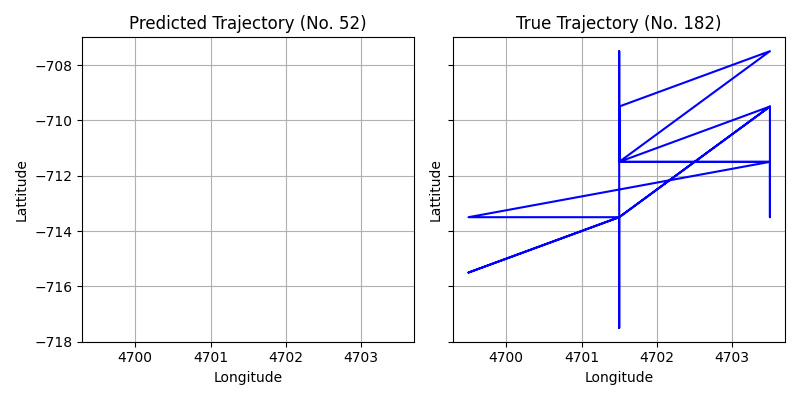 Predicted Trajectory (No. 52)
True Trajectory (No. 182)
−708
−710
−712
−714
−716
−718
Lattitude
Lattitude
4700 4701 4702 4703
4700 4701 4702 4703
Longitude
Longitude